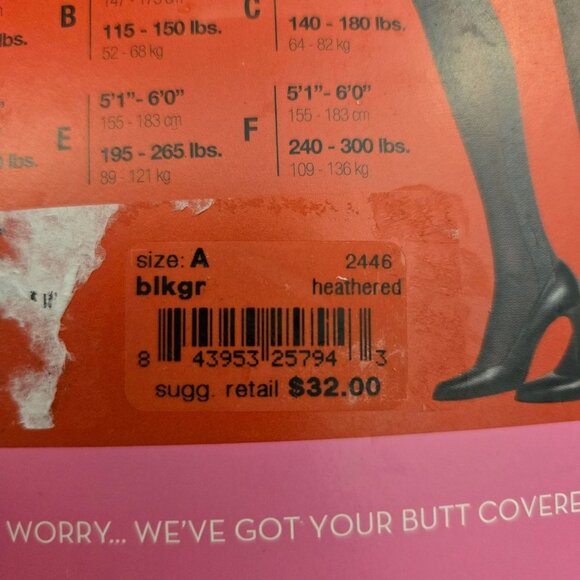 B
115 - 150 lbs.
52 - 68 kg
C
140 - 180 lbs.
64 - 82 kg
lbs.
E
5'1"- 6'0"
155 - 183 cm
195 - 265 lbs.
89 - 121 kg
F
5'1"- 6'0"
155 - 183 cm
240 - 300 lbs.
109 - 136 kg
lbs.
size: A 2446
blkgr heathered
8 43953 25794 3
sugg. retail $32.00
WORRY... WE'VE GOT YOUR BUTT COVERE